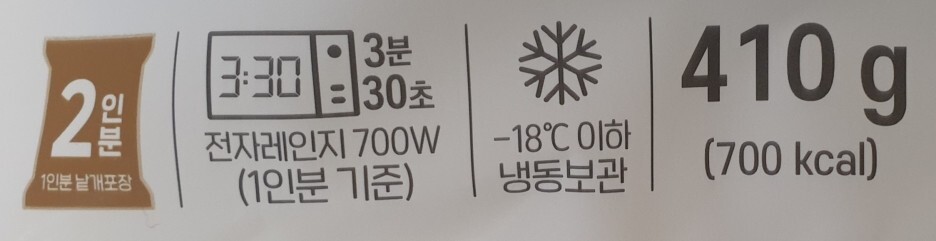 2인분
1인분 낱개포장
3:30
3분
30초
전자레인지 700W
(1인분 기준)
-18℃ 이하
냉동보관
410 g
(700 kcal)